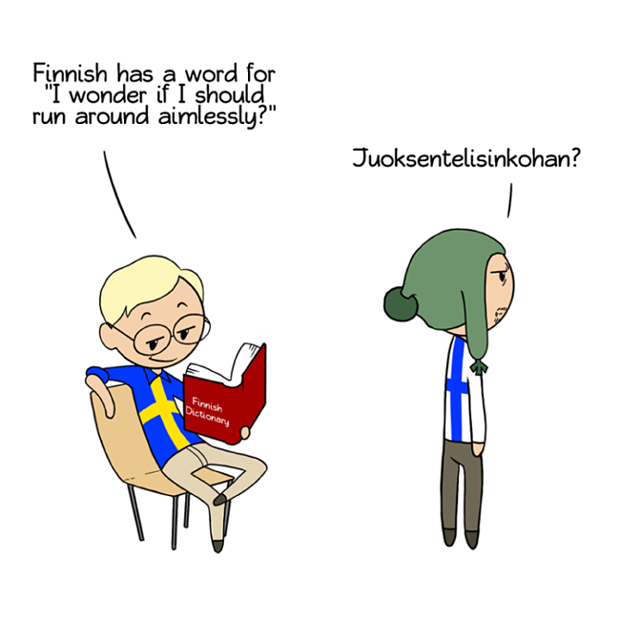 Finnish has a word for
"I wonder if I should
run around aimlessly?"
Juoksentelisinkohan?
Finnish
Dictionary